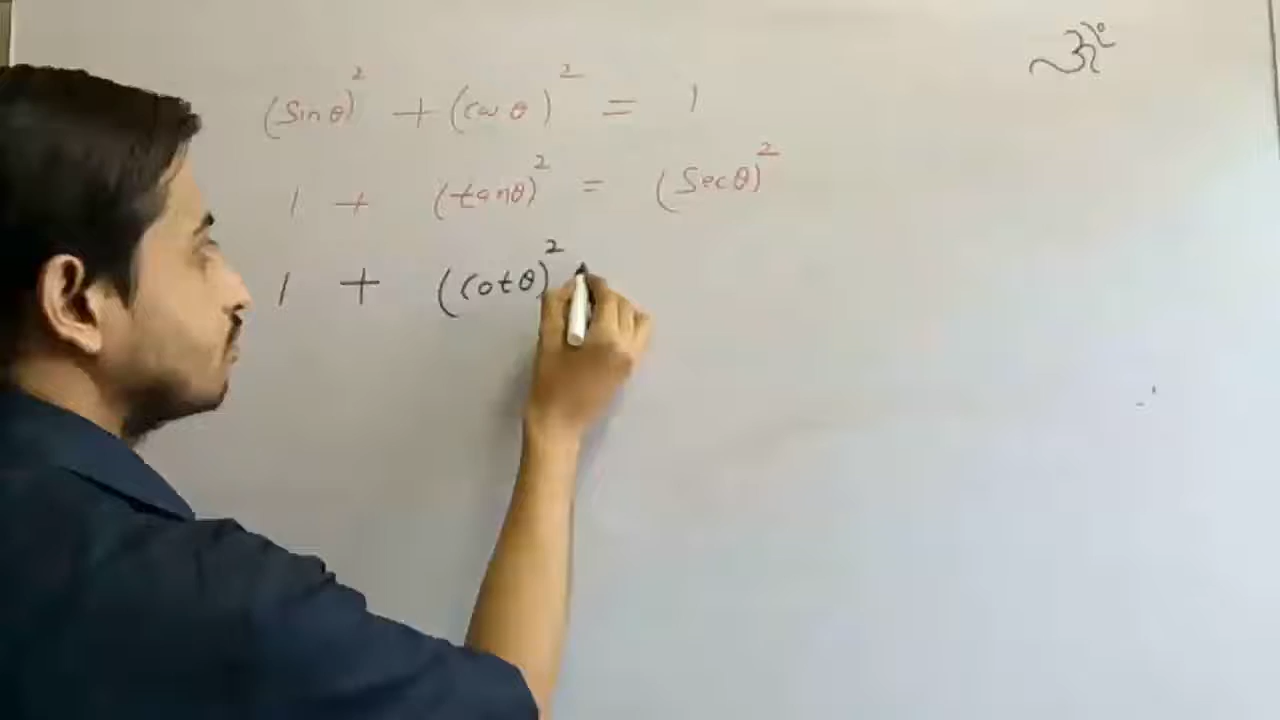 ॐ
(sinθ)² + (cosθ)² = 1
1 + (tanθ)² = (Secθ)²
1 + (cotθ)²